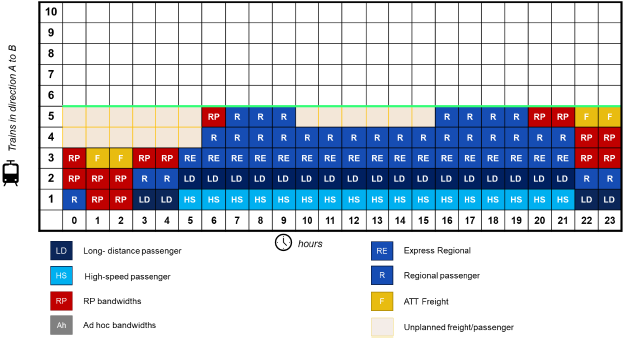 Trains in direction A to B
10
9
8
7
6
5 RP R R R R R R R RP RP F F
4 R R R R R R R R R R R R R R R R RP RP
3 RP F F RP RP RE RE RE RE RE RE RE RE RE RE RE RE RE RE RE RE RE RP RP
2 RP RP RP R R LD LD LD LD LD LD LD LD LD LD LD LD LD LD LD LD LD R R
1 R RP RP LD LD HS HS HS HS HS HS HS HS HS HS HS HS HS HS HS HS HS LD LD
0 1 2 3 4 5 6 7 8 9 10 11 12 13 14 15 16 17 18 19 20 21 22 23
hours
LD Long- distance passenger
HS High-speed passenger
RP RP bandwidths
Ah Ad hoc bandwidths
RE Express Regional
R Regional passenger
F ATT Freight
Unplanned freight/passenger